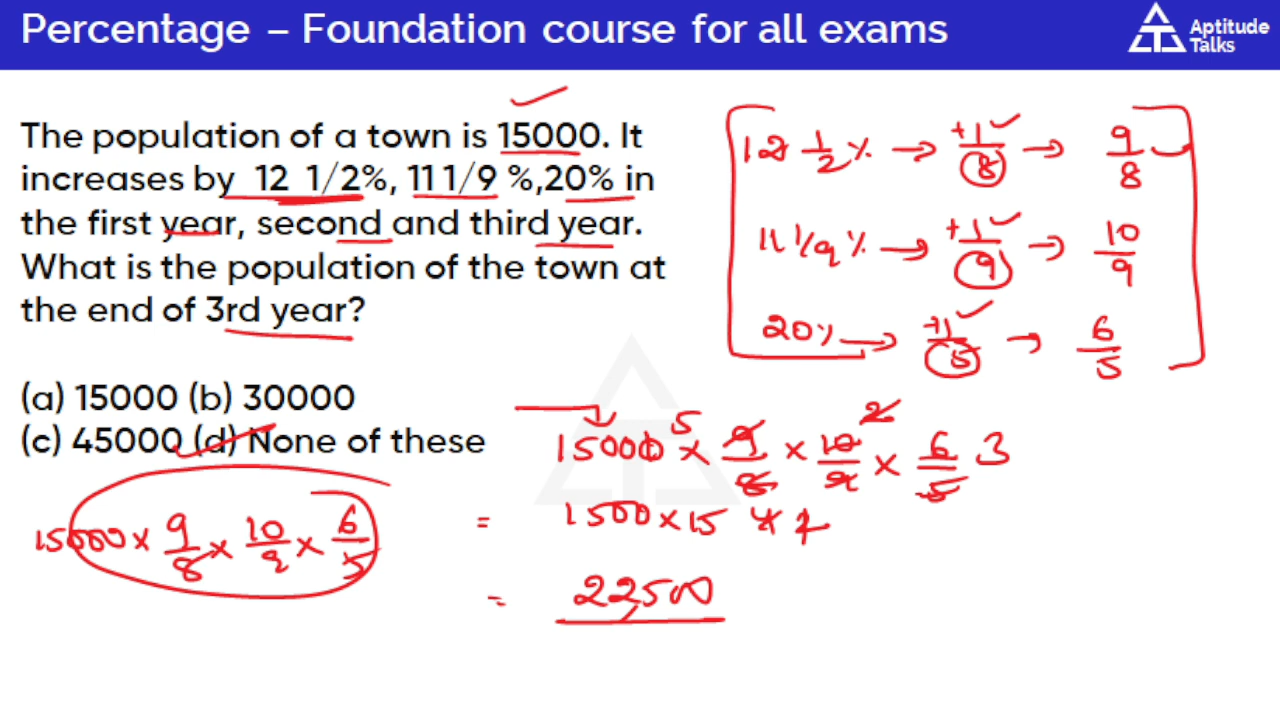 Percentage – Foundation course for all exams
Aptitude
Talks
The population of a town is 15000. It
increases by 12 1/2%, 11 1/9 %,20% in
the first year, second and third year.
What is the population of the town at
the end of 3rd year?
(a) 15000 (b) 30000
(c) 45000 (d) None of these
12 1/2 % → +1/8 → 9/8
11 1/9 % → +1/9 → 10/9
20% → +1/5 → 6/5
15000 × 9/8 × 10/9 × 6/5
5 2
15000 × 9/8 × 10/9 × 6/5 3
= 1500 × 15 4
= 22500